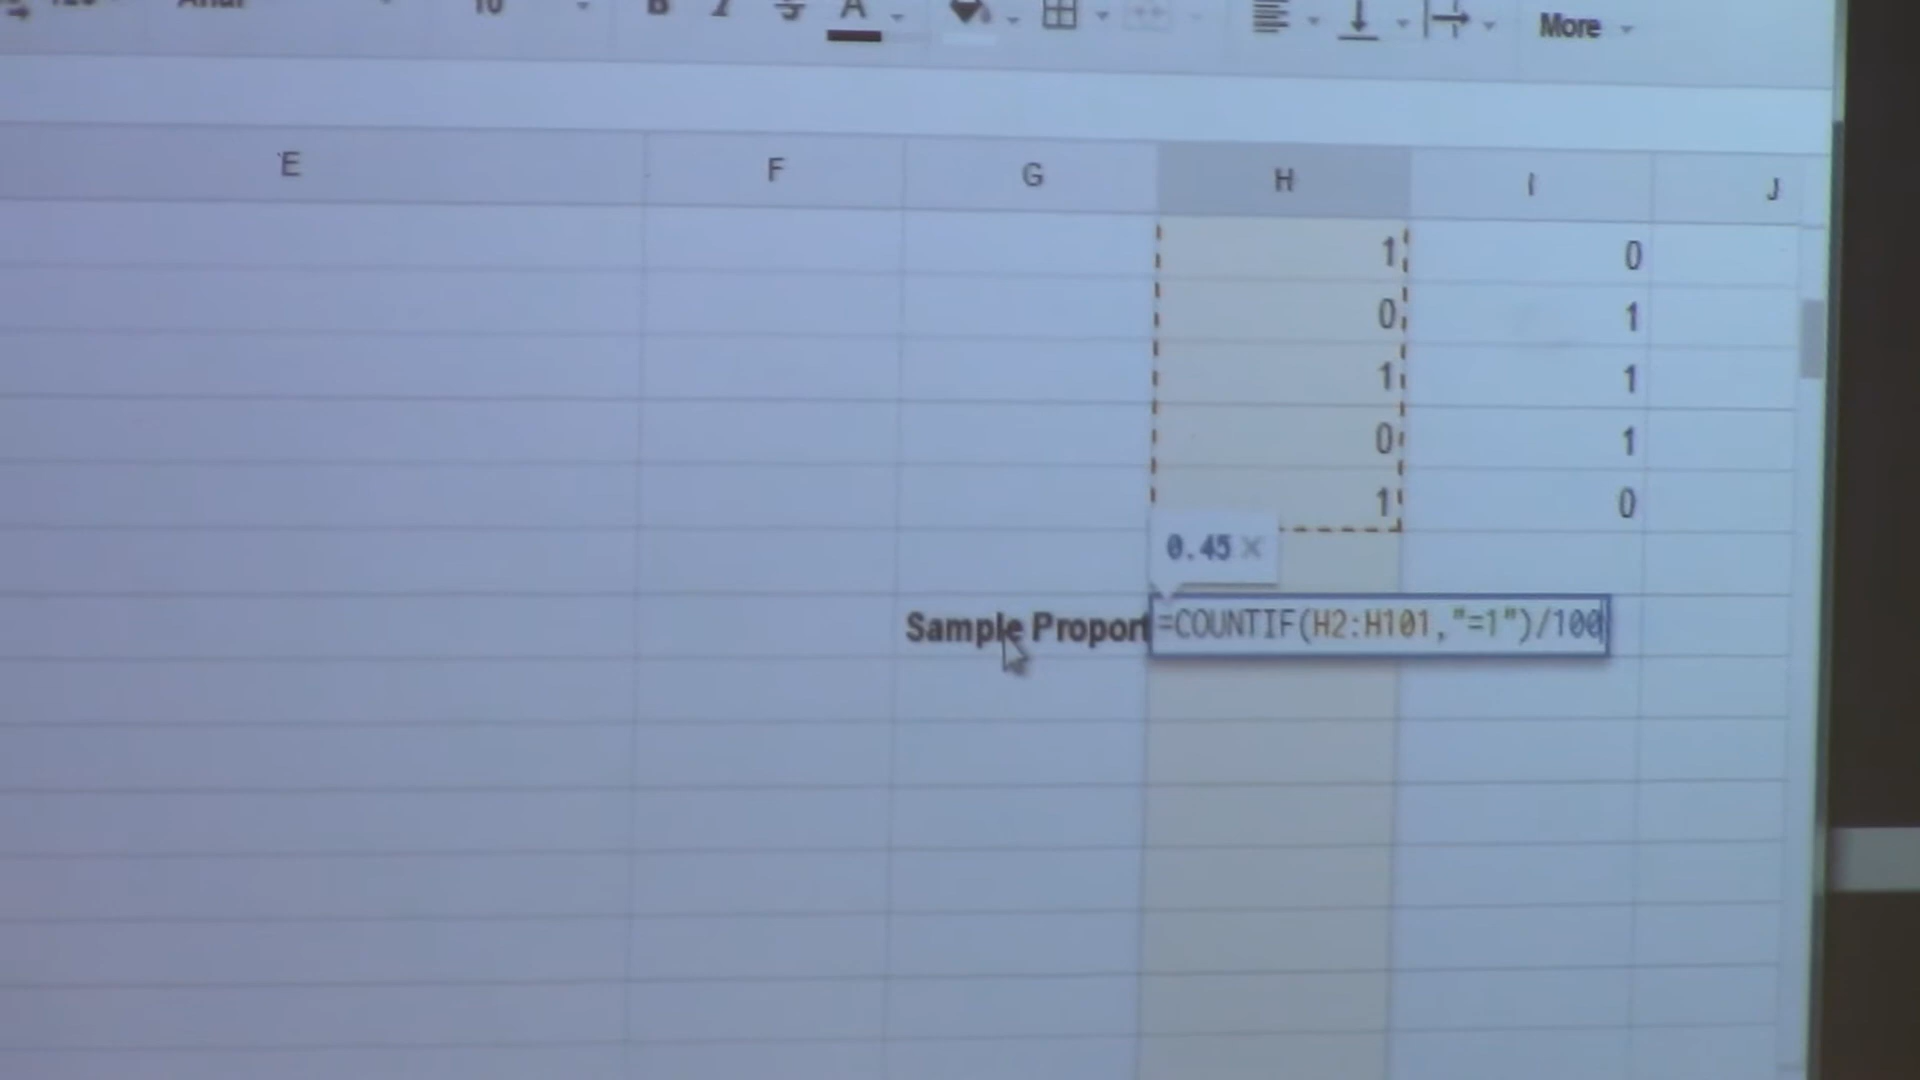 10 B I A More
E F G H I J
1 0
0 1
1 1
0 1
1 0
0.45 ×
Sample Proport =COUNTIF(H2:H101,"=1")/100